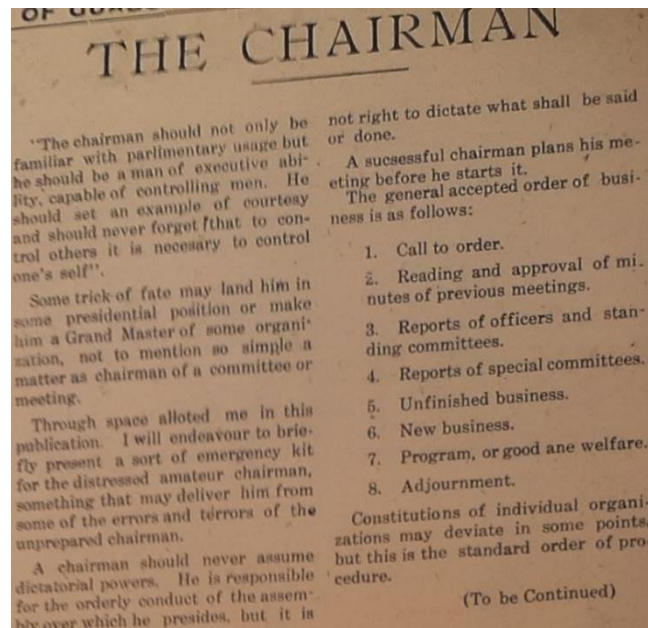 OF
THE CHAIRMAN
"The chairman should not only be
familiar with parlimentary usage but
he should be a man of executive abi-
lity, capable of controlling men. He
should set an example of courtesy
and should never forget that to con-
trol others it is necesary to control
one's self".
Some trick of fate may land him in
some presidential position or make
him a Grand Master of some organi-
zation, not to mention so simple a
matter as chairman of a committee or
meeting.
Through space alloted me in this
publication. I will endeavour to brie-
fly present a sort of emergency kit
for the distressed amateur chairman,
something that may deliver him from
some of the errors and terrors of the
unprepared chairman.
A chairman should never assume
dictatorial powers. He is responsible
for the orderly conduct of the assem-
bly over which he presides, but it is
not right to dictate what shall be said
or done.
A sucsessful chairman plans his me-
eting before he starts it.
The general accepted order of busi-
ness is as follows:
1. Call to order.
2. Reading and approval of mi-
nutes of previous meetings.
3. Reports of officers and stan-
ding committees.
4. Reports of special committees.
5. Unfinished business.
6. New business.
7. Program, or good ane welfare.
8. Adjournment.
Constitutions of individual organi-
zations may deviate in some points,
but this is the standard order of pro
cedure.
(To be Continued)